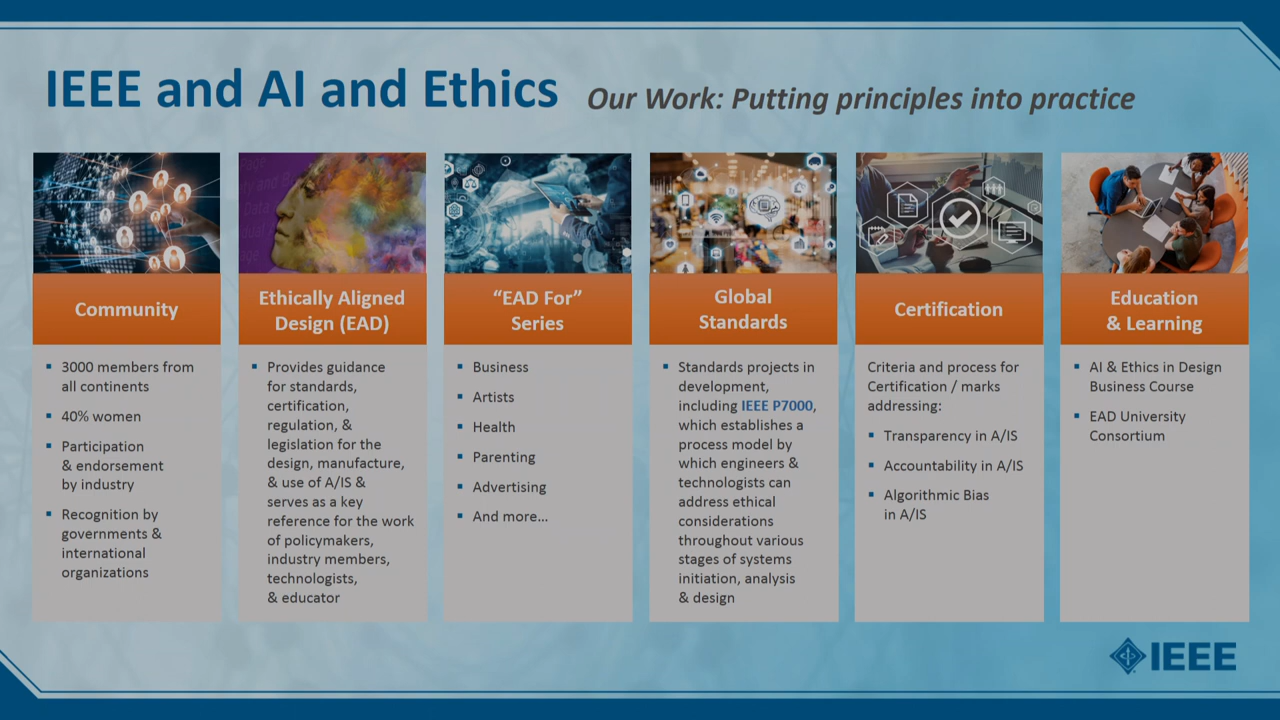 IEEE and AI and Ethics
Our Work: Putting principles into practice
Community
▪ 3000 members from
all continents
▪ 40% women
▪ Participation
& endorsement
by industry
▪ Recognition by
governments &
international
organizations
Ethically Aligned
Design (EAD)
▪ Provides guidance
for standards,
certification,
regulation, &
legislation for the
design, manufacture,
& use of A/IS &
serves as a key
reference for the work
of policymakers,
industry members,
technologists,
& educator
“EAD For”
Series
▪ Business
▪ Artists
▪ Health
▪ Parenting
▪ Advertising
▪ And more…
Global
Standards
▪ Standards projects in
development,
including IEEE P7000,
which establishes a
process model by
which engineers &
technologists can
address ethical
considerations
throughout various
stages of systems
initiation, analysis
& design
Certification
Criteria and process for
Certification / marks
addressing:
▪ Transparency in A/IS
▪ Accountability in A/IS
▪ Algorithmic Bias
in A/IS
Education
& Learning
▪ AI & Ethics in Design
Business Course
▪ EAD University
Consortium
IEEE